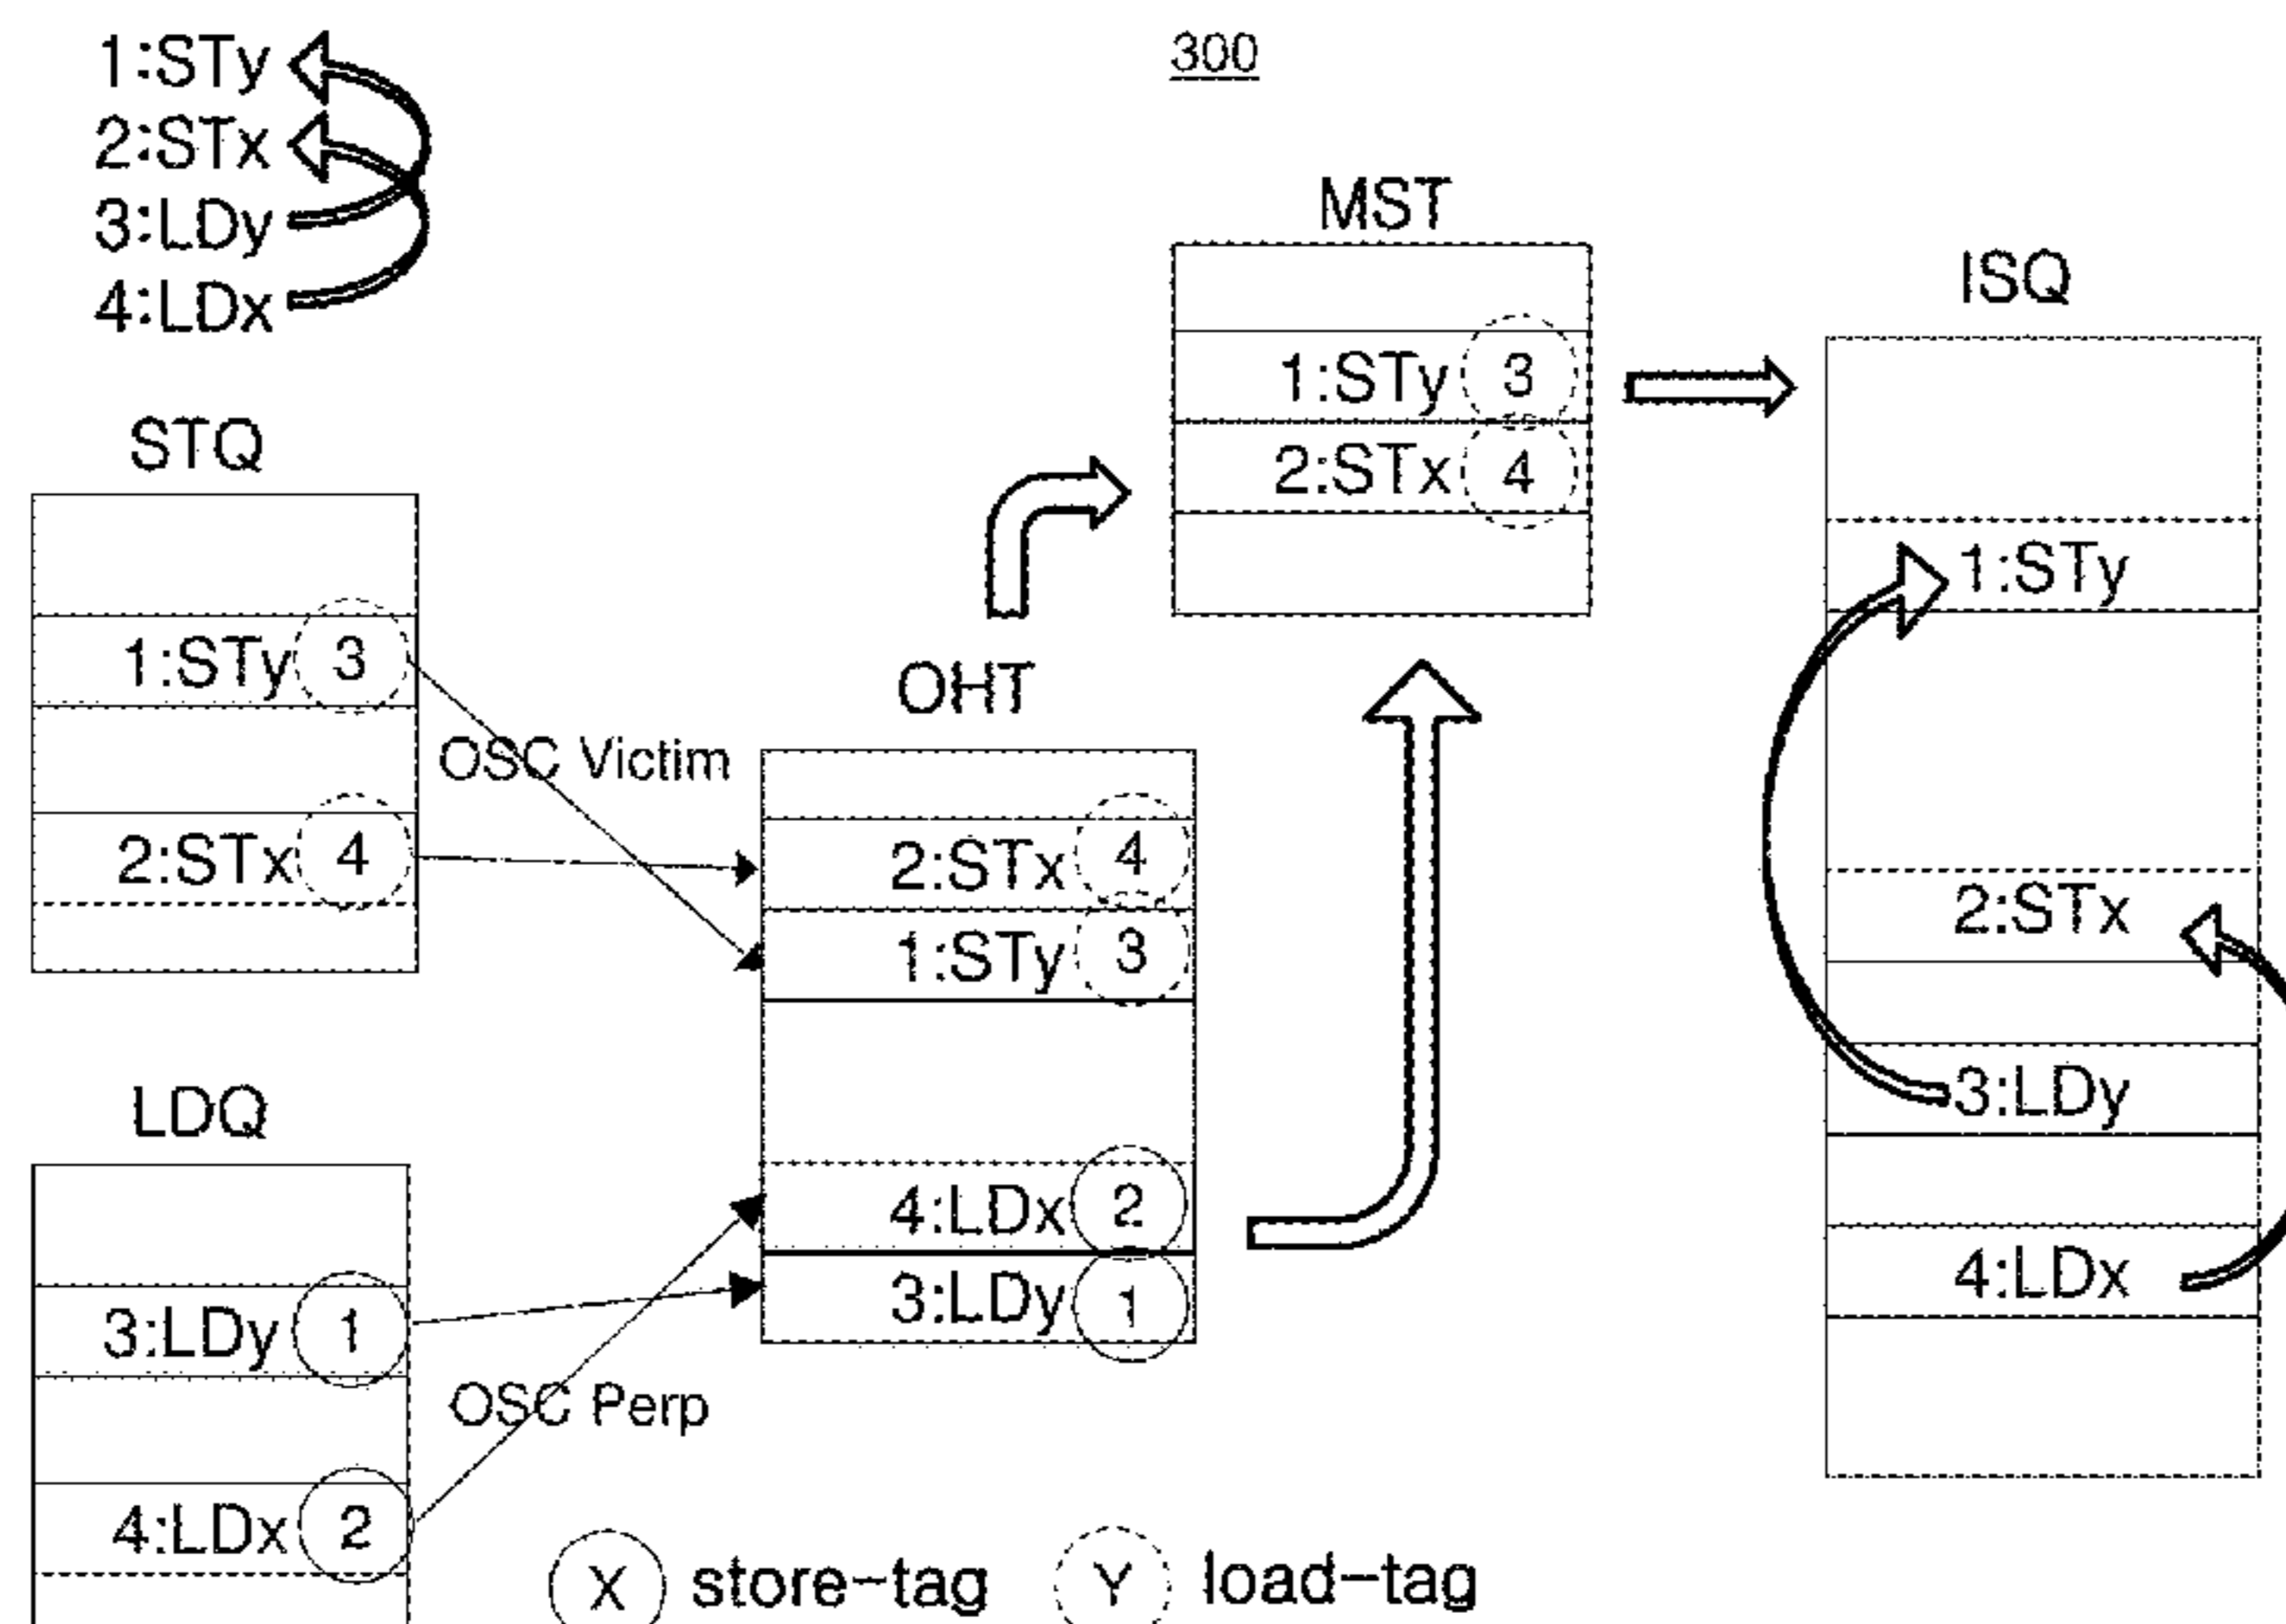 300
1:STy
2:STx
3:LDy
4:LDx
STQ
1:STy 3
2:STx 4
LDQ
3:LDy 1
4:LDx 2
OSC Victim
OSC Perp
OHT
2:STx 4
1:STy 3
4:LDx 2
3:LDy 1
MST
1:STy 3
2:STx 4
ISQ
1:STy
2:STx
3:LDy
4:LDx
X store-tag Y load-tag